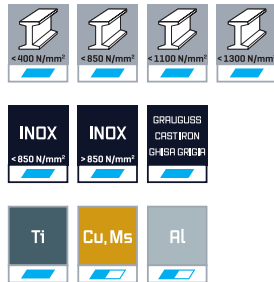 <400 N/mm² <850 N/mm² <1100 N/mm² <1300 N/mm²
INOX INOX GRAUGUSS
CAST IRON
GHISA GRIGIA
<850 N/mm² >850 N/mm²
Ti Cu, Ms Al